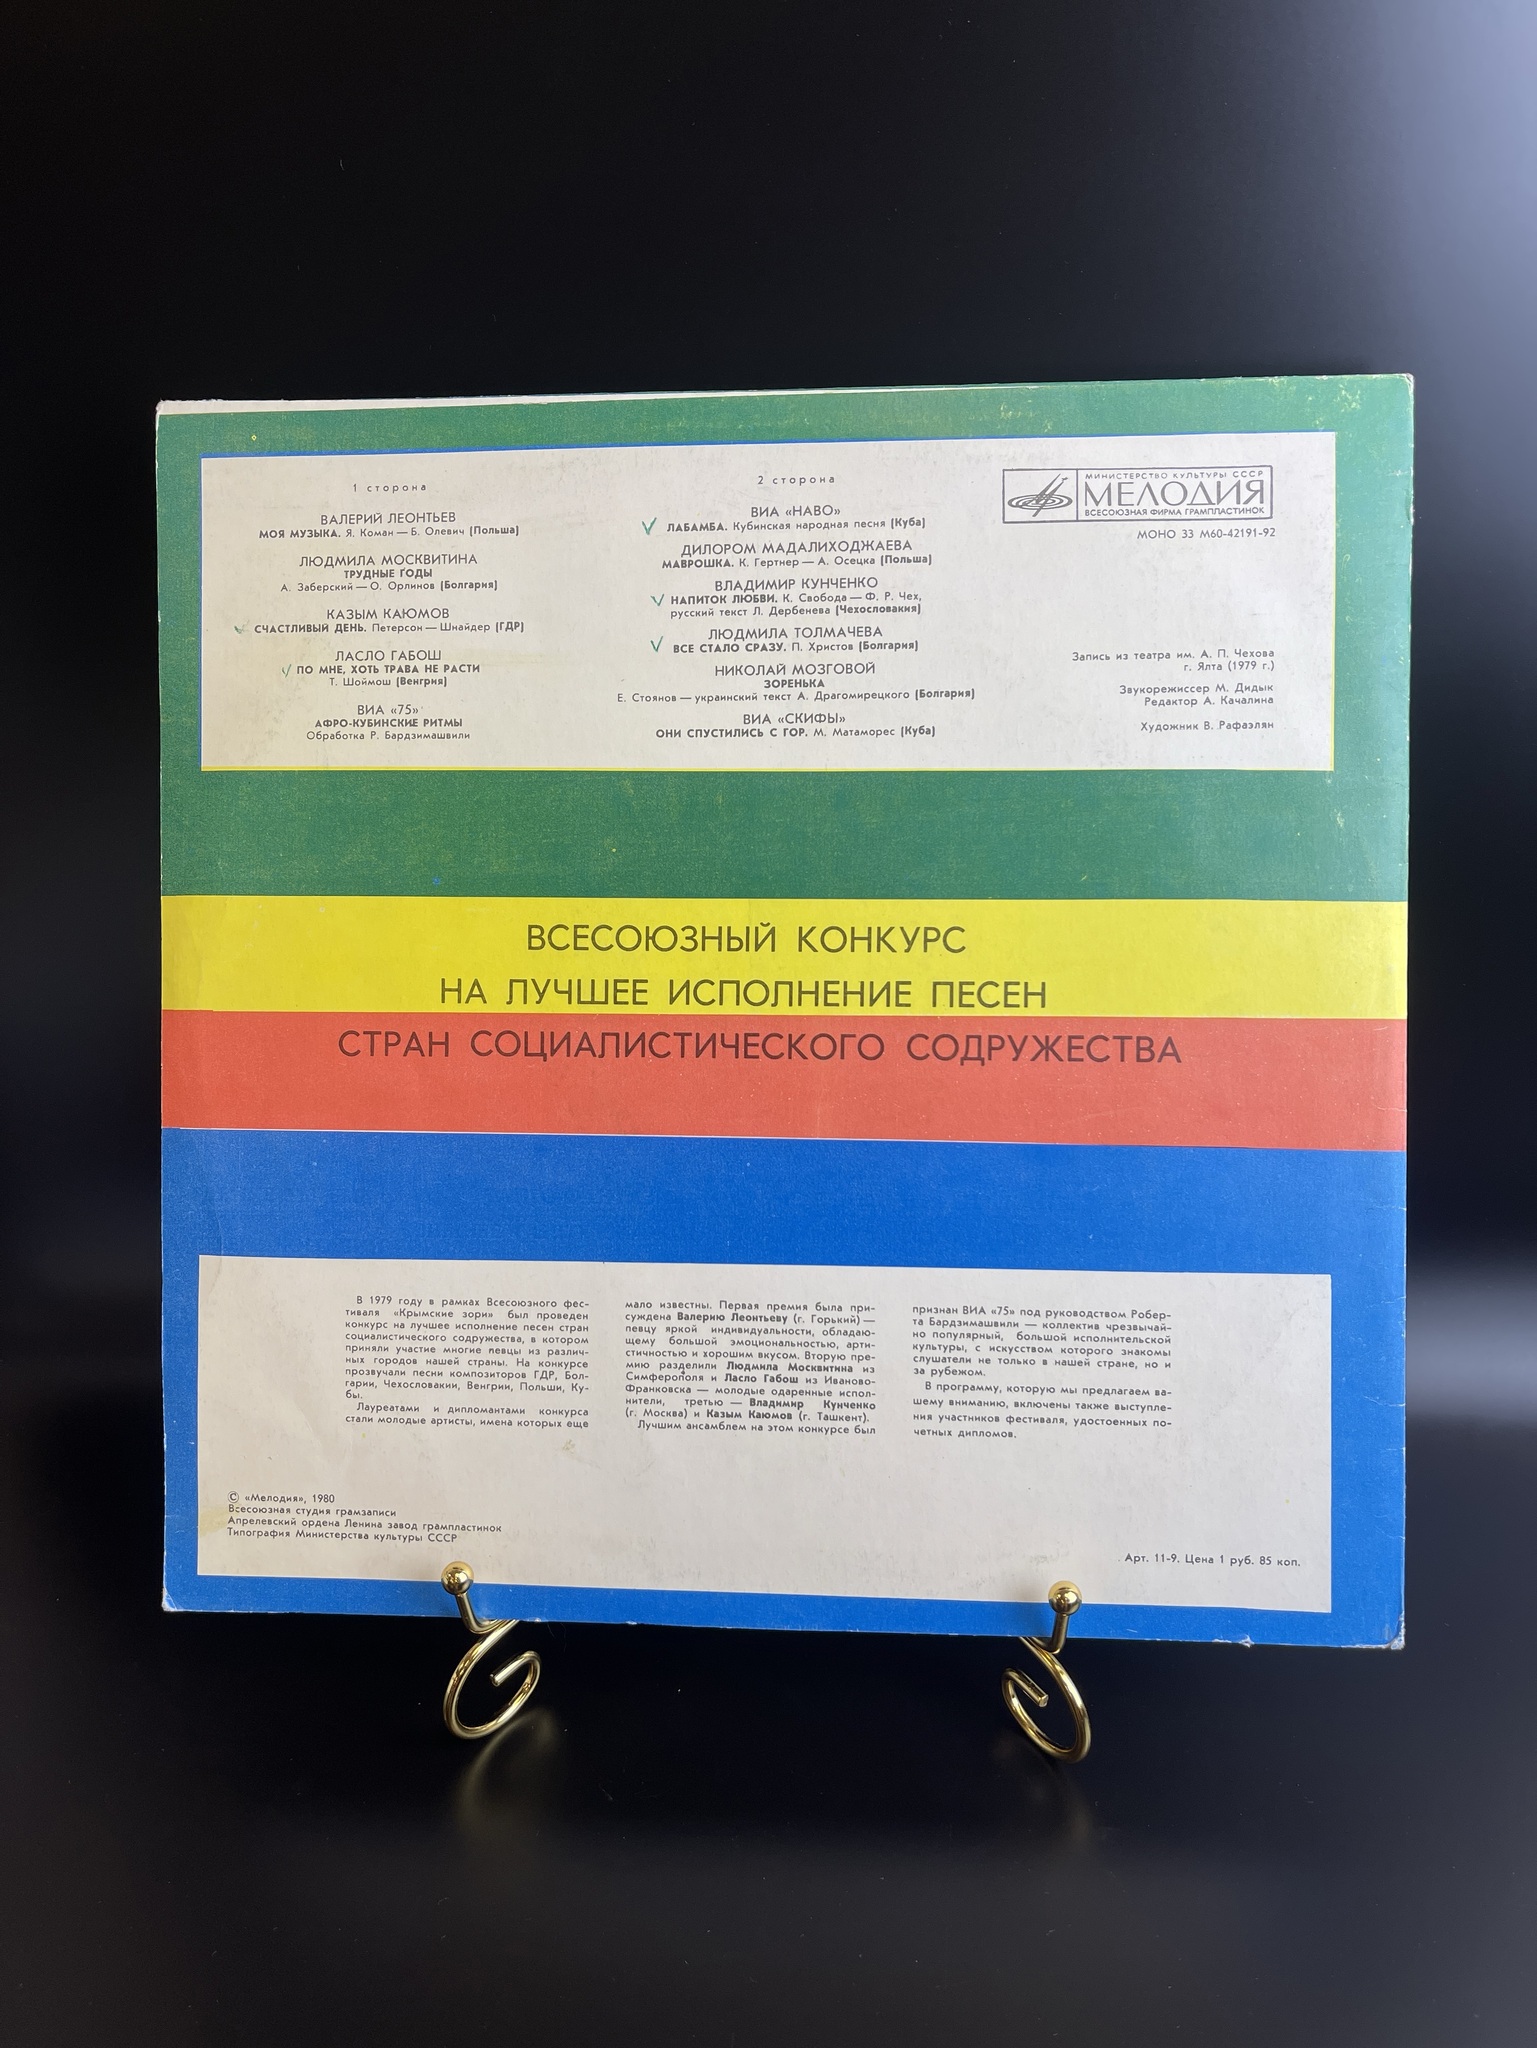 1 сторона
ВАЛЕРИЙ ЛЕОНТЬЕВ
МОЯ МУЗЫКА. Я. Коман — Б. Олевич (Польша)
ЛЮДМИЛА МОСКВИТИНА
ТРУДНЫЕ ГОДЫ
А. Заберский — О. Орлинов (Болгария)
КАЗЫМ КАЮМОВ
СЧАСТЛИВЫЙ ДЕНЬ. Петерсон — Шнайдер (ГДР)
ЛАСЛО ГАБОШ
ПО МНЕ, ХОТЬ ТРАВА НЕ РАСТИ
Т. Шоймош (Венгрия)
ВИА «75»
АФРО-КУБИНСКИЕ РИТМЫ
Обработка Р. Бардзимашвили
2 сторона
ВИА «НАВО»
ЛАБАМБА. Кубинская народная песня (Куба)
ДИЛОРОМ МАДАЛИХОДЖАЕВА
МАВРОШКА. К. Гертнер — А. Осецка (Польша)
ВЛАДИМИР КУНЧЕНКО
НАПИТОК ЛЮБВИ. К. Свобода — Ф. Р. Чех,
русский текст Л. Дербенева (Чехословакия)
ЛЮДМИЛА ТОЛМАЧЕВА
ВСЕ СТАЛО СРАЗУ. П. Христов (Болгария)
НИКОЛАЙ МОЗГОВОЙ
ЗОРЕНЬКА
Е. Стоянов — украинский текст А. Драгомирецкого (Болгария)
ВИА «СКИФЫ»
ОНИ СПУСТИЛИСЬ С ГОР. М. Матаморес (Куба)
МИНИСТЕРСТВО КУЛЬТУРЫ СССР
МЕЛОДИЯ
ВСЕСОЮЗНАЯ ФИРМА ГРАМПЛАСТИНОК
МОНО 33 М60-42191-92
Запись из театра им. А. П. Чехова
г. Ялта (1979 г.)
Звукорежиссер М. Дидык
Редактор А. Качалина
Художник В. Рафаэлян
ВСЕСОЮЗНЫЙ КОНКУРС
НА ЛУЧШЕЕ ИСПОЛНЕНИЕ ПЕСЕН
СТРАН СОЦИАЛИСТИЧЕСКОГО СОДРУЖЕСТВА
В 1979 году в рамках Всесоюзного фес-
тиваля «Крымские зори» был проведен
конкурс на лучшее исполнение песен стран
социалистического содружества, в котором
приняли участие многие певцы из различ-
ных городов нашей страны. На конкурсе
прозвучали песни композиторов ГДР, Бол-
гарии, Чехословакии, Венгрии, Польши, Ку-
бы.
Лауреатами и дипломантами конкурса
стали молодые артисты, имена которых еще
мало известны. Первая премия была при-
суждена Валерию Леонтьеву (г. Горький) —
певцу яркой индивидуальности, обладаю-
щему большой эмоциональностью, арти-
стичностью и хорошим вкусом. Вторую пре-
мию разделили Людмила Москвитина из
Симферополя и Ласло Габош из Ивано-
Франковска — молодые одаренные испол-
нители, третью — Владимир Кунченко
(г. Москва) и Казым Каюмов (г. Ташкент).
Лучшим ансамблем на этом конкурсе был
признан ВИА «75» под руководством Робер-
та Бардзимашвили — коллектив чрезвычай-
но популярный, большой исполнительской
культуры, с искусством которого знакомы
слушатели не только в нашей стране, но и
за рубежом.
В программу, которую мы предлагаем ва-
шему вниманию, включены также выступле-
ния участников фестиваля, удостоенных по-
четных дипломов.
© «Мелодия», 1980
Всесоюзная студия грамзаписи
Апрелевский ордена Ленина завод грампластинок
Типография Министерства культуры СССР
Арт. 11-9. Цена 1 руб. 85 коп.